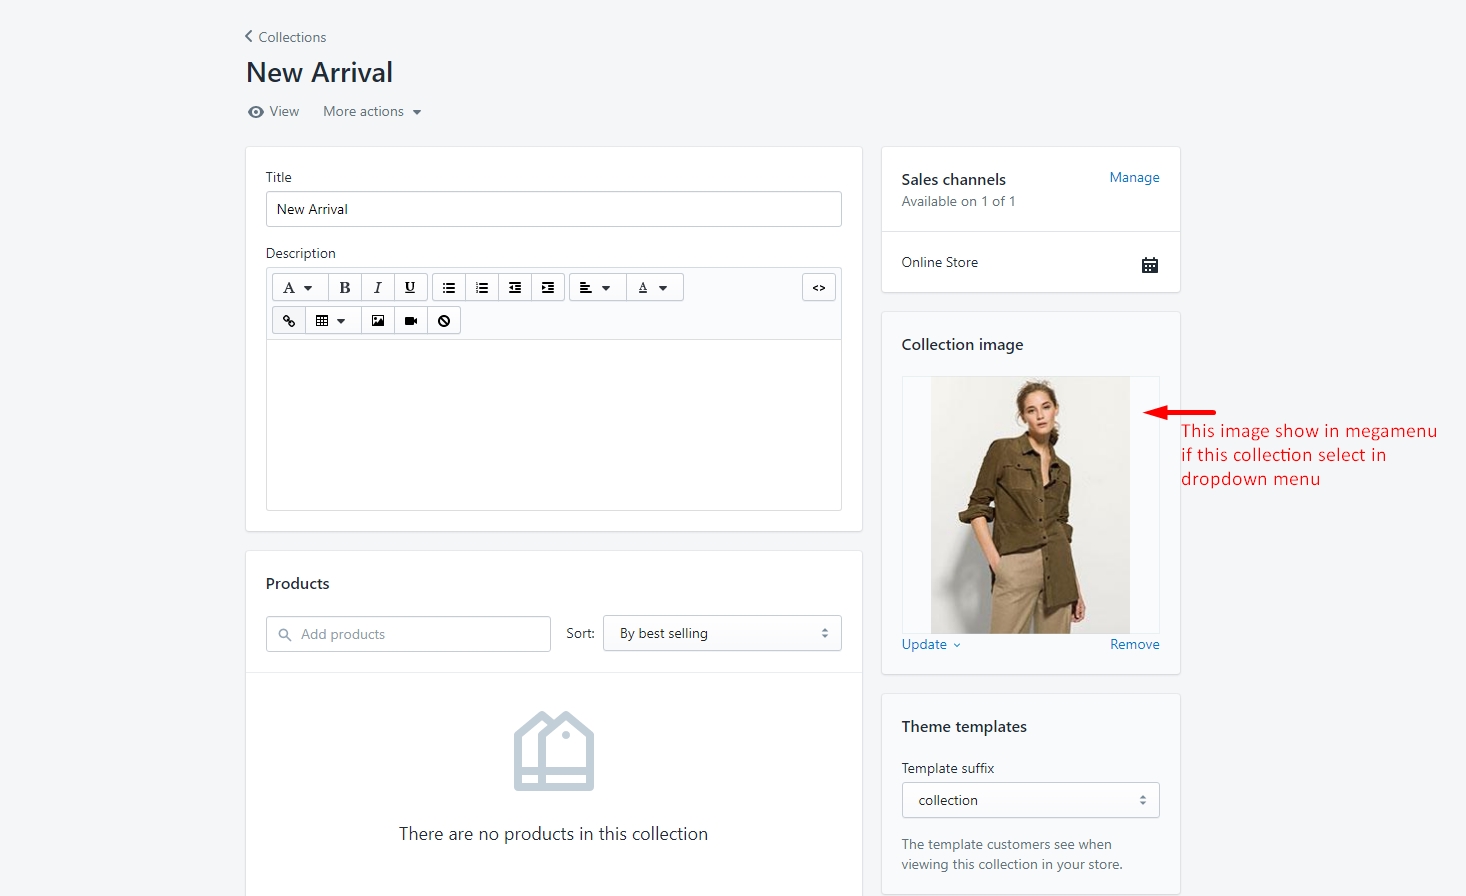 Collections
New Arrival
View More actions
Title
New Arrival
Description
A B I U A <>
Products
Add products Sort: By best selling
There are no products in this collection
Sales channels Manage
Available on 1 of 1
Online Store
Collection image
This image show in megamenu
if this collection select in
dropdown menu
Update Remove
Theme templates
Template suffix
collection
The template customers see when
viewing this collection in your store.